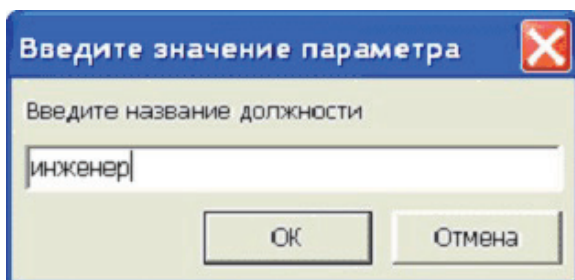 Введите значение параметра
Введите название должности
инженер
ОК
Отмена